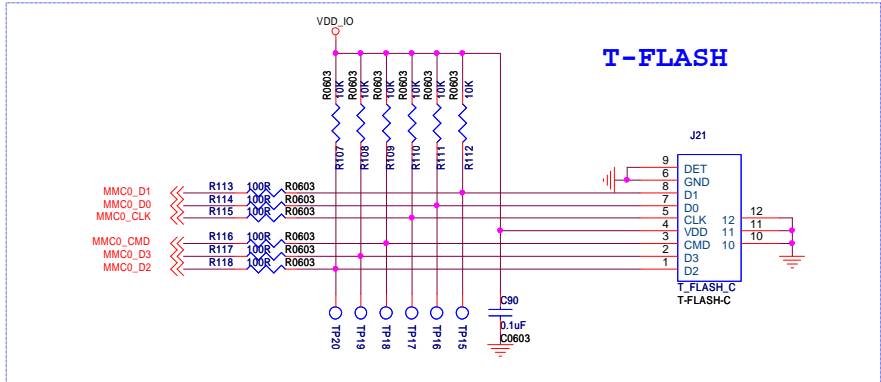 VDD_IO
T-FLASH
R0603 10K R0603 10K R0603 10K R0603 10K R0603 10K R0603 10K
R107 R108 R109 R110 R111 R112
J21
MMC0_D1 R113 100R R0603 8 D1
MMC0_D0 R114 100R R0603 7 D0
MMC0_CLK R115 100R R0603 5 CLK
MMC0_CMD R116 100R R0603 3 CMD
MMC0_D3 R117 100R R0603 2 D3
MMC0_D2 R118 100R R0603 1 D2
9 DET
6 GND
4 VDD
12 12
11 11
10 10
T_FLASH_C
T-FLASH-C
TP20 TP19 TP18 TP17 TP16 TP15
C90
0.1uF
C0603